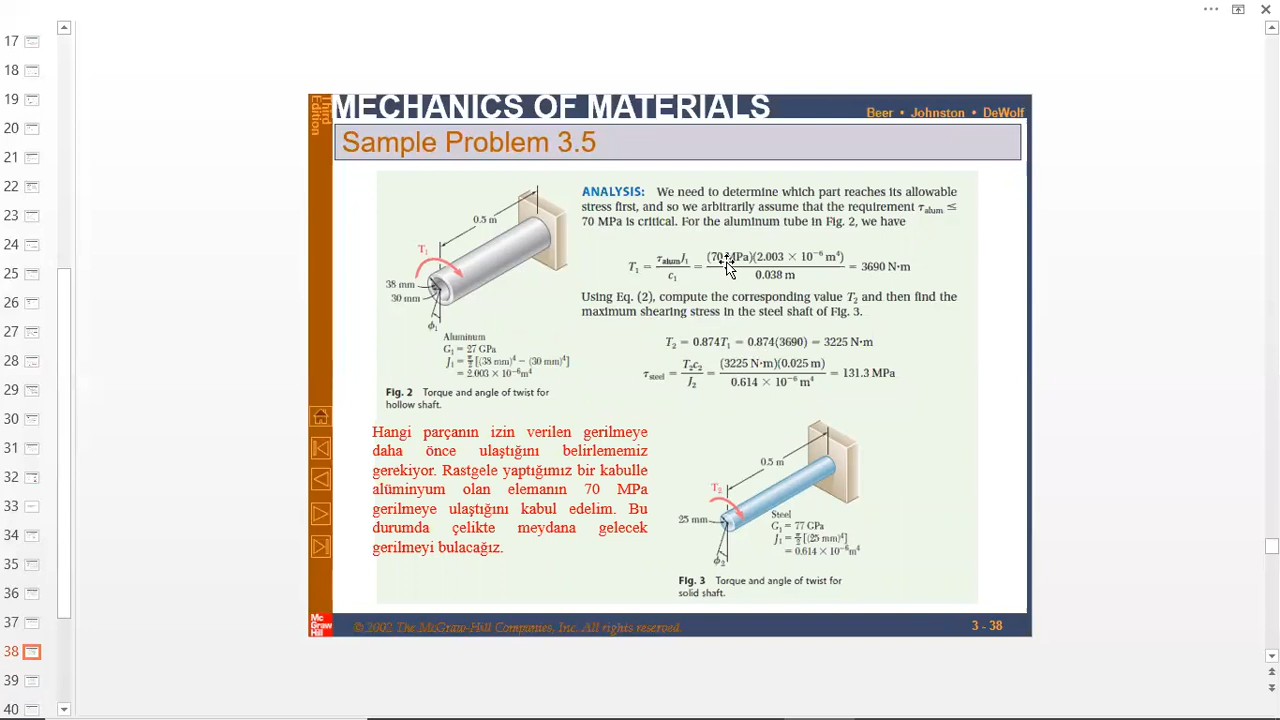 17
18
19
20
21
22
23
24
25
26
27
28
29
30
31
32
33
34
35
36
37
38
39
40
Third
Edition
MECHANICS OF MATERIALS
Beer • Johnston • DeWolf
Sample Problem 3.5
0.5 m
T₁
38 mm
30 mm
ϕ₁
Aluminum
G₁ = 27 GPa
J₁ = π/2 [(38 mm)⁴ − (30 mm)⁴]
= 2.003 × 10⁻⁶m⁴
Fig. 2 Torque and angle of twist for
hollow shaft.
ANALYSIS: We need to determine which part reaches its allowable
stress first, and so we arbitrarily assume that the requirement τalum ≤
70 MPa is critical. For the aluminum tube in Fig. 2, we have
T₁ = τalumJ₁/c₁ = (70 MPa)(2.003 × 10⁻⁶ m⁴)/0.038 m = 3690 N·m
Using Eq. (2), compute the corresponding value T₂ and then find the
maximum shearing stress in the steel shaft of Fig. 3.
T₂ = 0.874T₁ = 0.874(3690) = 3225 N·m
τsteel = T₂c₂/J₂ = (3225 N·m)(0.025 m)/0.614 × 10⁻⁶ m⁴ = 131.3 MPa
Hangi parçanın izin verilen gerilmeye
daha önce ulaştığını belirlememiz
gerekiyor. Rastgele yaptığımız bir kabulle
alüminyum olan elemanın 70 MPa
gerilmeye ulaştığını kabul edelim. Bu
durumda çelikte meydana gelecek
gerilmeyi bulacağız.
0.5 m
T₂
25 mm
ϕ₂
Steel
G₁ = 77 GPa
J₁ = π/2 [(25 mm)⁴]
= 0.614 × 10⁻⁶m⁴
Fig. 3 Torque and angle of twist for
solid shaft.
Mc
Graw
Hill
© 2002 The McGraw-Hill Companies, Inc. All rights reserved.
3 - 38